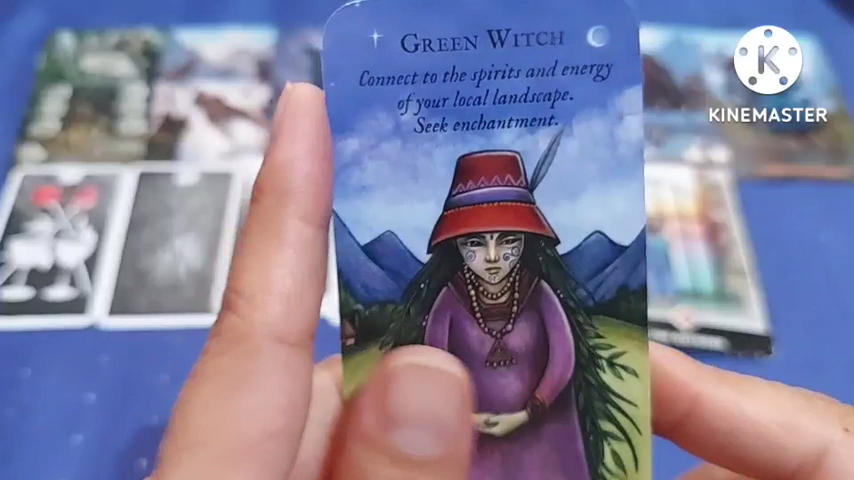 GREEN WITCH
Connect to the spirits and energy
of your local landscape.
Seek enchantment.
K
KINEMASTER